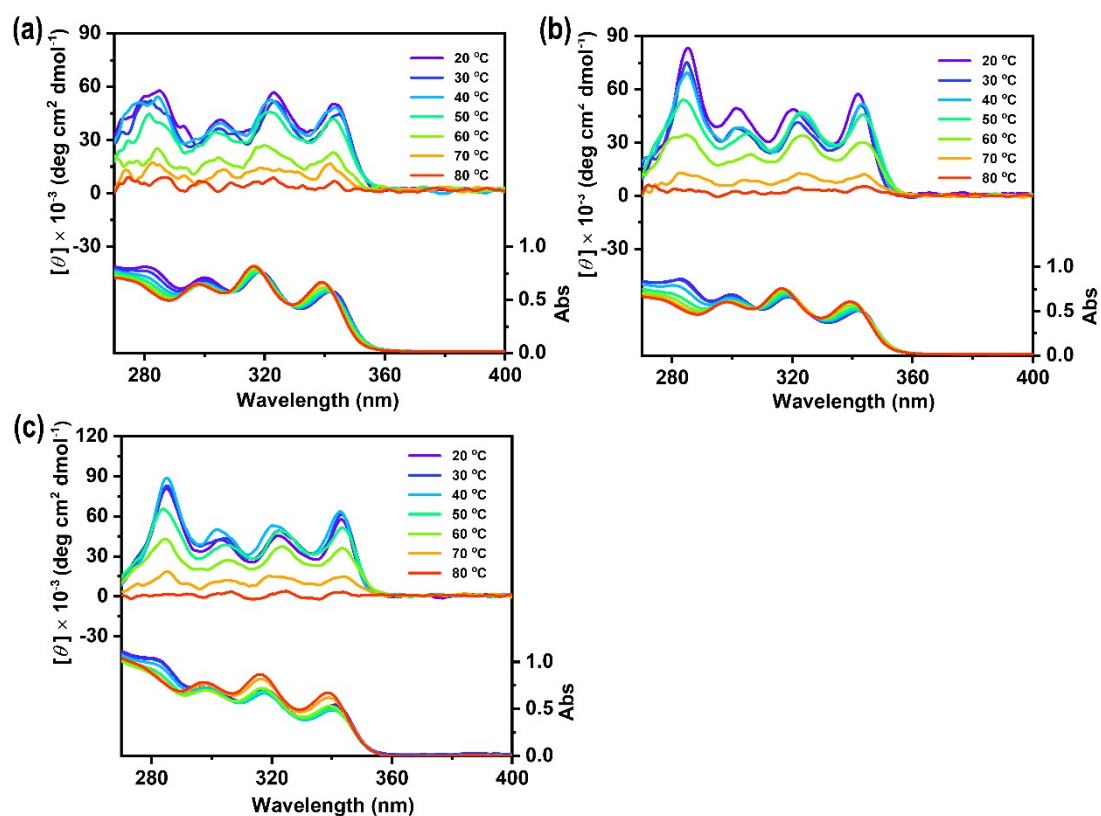 (a)
90
60
30
0
-30
[θ] × 10⁻³ (deg cm² dmol⁻¹)
20 °C
30 °C
40 °C
50 °C
60 °C
70 °C
80 °C
1.0
0.5
0.0
Abs
280 320 360 400
Wavelength (nm)
(b)
90
60
30
0
-30
[θ] × 10⁻³ (deg cm² dmol⁻¹)
20 °C
30 °C
40 °C
50 °C
60 °C
70 °C
80 °C
1.0
0.5
0.0
Abs
280 320 360 400
Wavelength (nm)
(c)
120
90
60
30
0
-30
[θ] × 10⁻³ (deg cm² dmol⁻¹)
20 °C
30 °C
40 °C
50 °C
60 °C
70 °C
80 °C
1.0
0.5
0.0
Abs
280 320 360 400
Wavelength (nm)